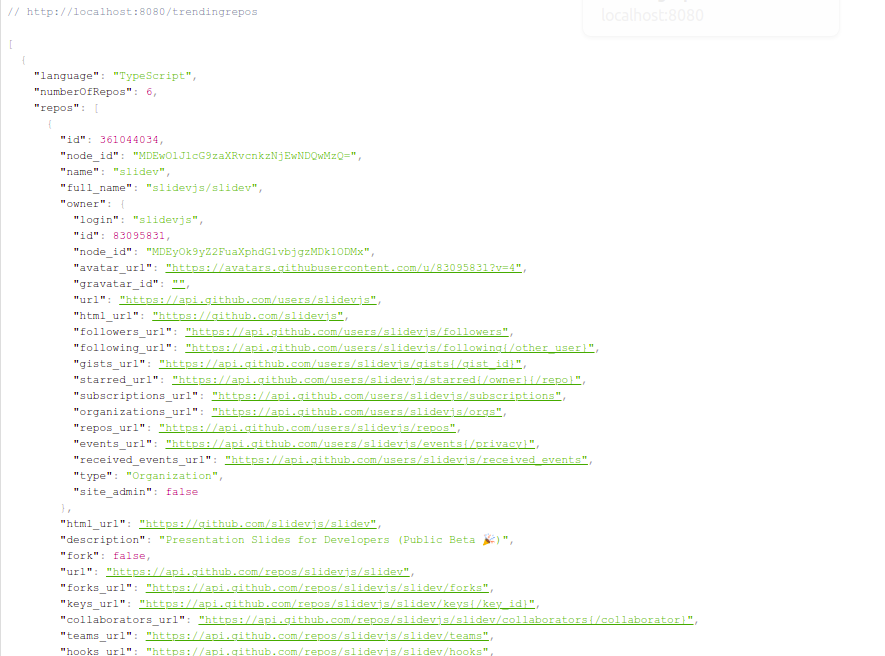 // http://localhost:8080/trendingrepos
localhost:8080
[
{
"language": "TypeScript",
"numberOfRepos": 6,
"repos": [
{
"id": 361044034,
"node_id": "MDEwOlJlcG9zaXRvcnkzNjEwNDQwMzQ=",
"name": "slidev",
"full_name": "slidevjs/slidev",
"owner": {
"login": "slidevjs",
"id": 83095831,
"node_id": "MDEyOk9yZ2FuaXphdGlvbjgzMDk1ODMx",
"avatar_url": "https://avatars.githubusercontent.com/u/83095831?v=4",
"gravatar_id": "",
"url": "https://api.github.com/users/slidevjs",
"html_url": "https://github.com/slidevjs",
"followers_url": "https://api.github.com/users/slidevjs/followers",
"following_url": "https://api.github.com/users/slidevjs/following{/other_user}",
"gists_url": "https://api.github.com/users/slidevjs/gists{/gist_id}",
"starred_url": "https://api.github.com/users/slidevjs/starred{/owner}{/repo}",
"subscriptions_url": "https://api.github.com/users/slidevjs/subscriptions",
"organizations_url": "https://api.github.com/users/slidevjs/orgs",
"repos_url": "https://api.github.com/users/slidevjs/repos",
"events_url": "https://api.github.com/users/slidevjs/events{/privacy}",
"received_events_url": "https://api.github.com/users/slidevjs/received_events",
"type": "Organization",
"site_admin": false
},
"html_url": "https://github.com/slidevjs/slidev",
"description": "Presentation Slides for Developers (Public Beta 🎉)",
"fork": false,
"url": "https://api.github.com/repos/slidevjs/slidev",
"forks_url": "https://api.github.com/repos/slidevjs/slidev/forks",
"keys_url": "https://api.github.com/repos/slidevjs/slidev/keys{/key_id}",
"collaborators_url": "https://api.github.com/repos/slidevjs/slidev/collaborators{/collaborator}",
"teams_url": "https://api.github.com/repos/slidevjs/slidev/teams",
"hooks_url": "https://api.github.com/repos/slidevjs/slidev/hooks",